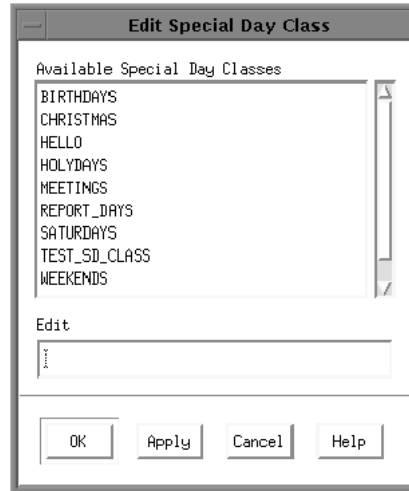 Edit Special Day Class
Available Special Day Classes
BIRTHDAYS
CHRISTMAS
HELLO
HOLYDAYS
MEETINGS
REPORT_DAYS
SATURDAYS
TEST_SD_CLASS
WEEKENDS
Edit
OK Apply Cancel Help